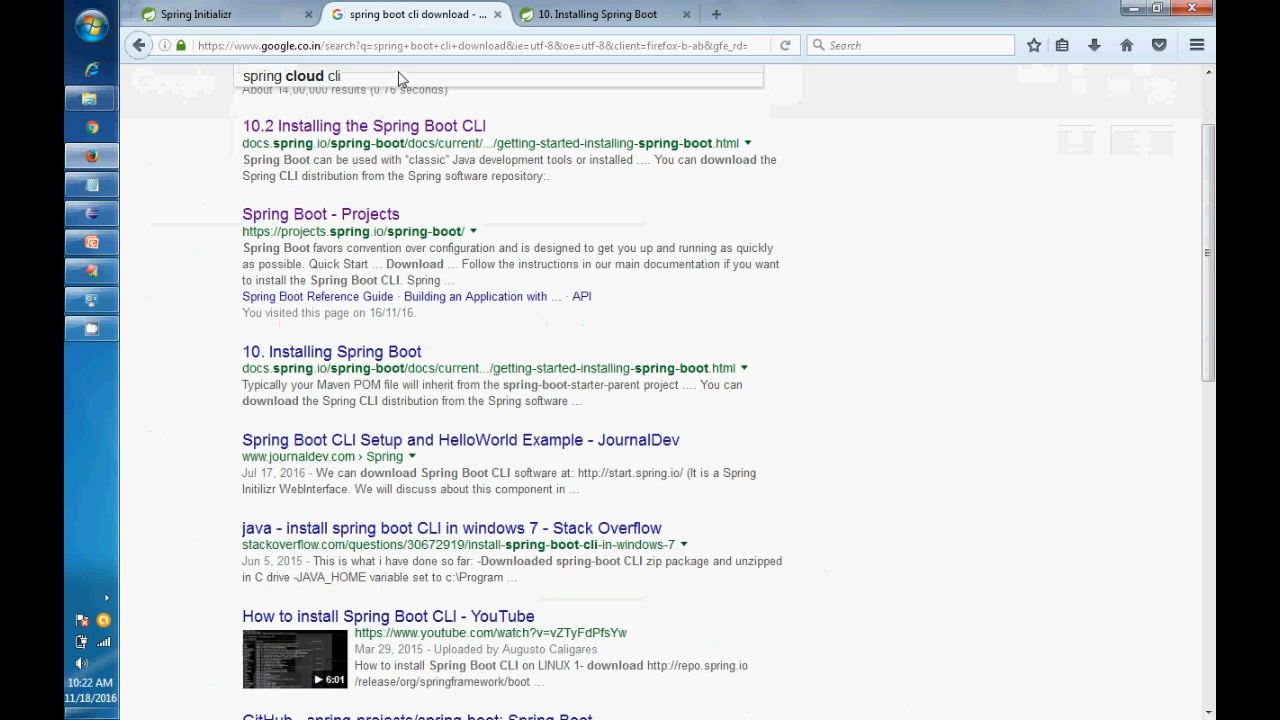 Spring Initializr
spring boot cli download - ...
10. Installing Spring Boot
https://www.google.co.in/search?q=spring+boot+cli+download&ie=utf-8&oe=utf-8&client=firefox-b-ab&gfe_rd=
Search
spring cloud cli
About 14,00,000 results (0.76 seconds)
10.2 Installing the Spring Boot CLI
docs.spring.io/spring-boot/docs/current/.../getting-started-installing-spring-boot.html
Spring Boot can be used with “classic” Java development tools or installed .... You can download the
Spring CLI distribution from the Spring software repository:.
Spring Boot - Projects
https://projects.spring.io/spring-boot/
Spring Boot favors convention over configuration and is designed to get you up and running as quickly
as possible. Quick Start ... Download ... Follow the instructions in our main documentation if you want
to install the Spring Boot CLI. Spring ...
Spring Boot Reference Guide · Building an Application with ... · API
You visited this page on 16/11/16.
10. Installing Spring Boot
docs.spring.io/spring-boot/docs/current.../getting-started-installing-spring-boot.html
Typically your Maven POM file will inherit from the spring-boot-starter-parent project .... You can
download the Spring CLI distribution from the Spring software ...
Spring Boot CLI Setup and HelloWorld Example - JournalDev
www.journaldev.com › Spring
Jul 17, 2016 - We can download Spring Boot CLI software at: http://start.spring.io/ (It is a Spring
Initilizr WebInterface. We will discuss about this component in ...
java - install spring boot CLI in windows 7 - Stack Overflow
stackoverflow.com/questions/30672919/install-spring-boot-cli-in-windows-7
Jun 5, 2015 - This is what i have done so far: -Downloaded spring-boot CLI zip package and unzipped
in C drive -JAVA_HOME variable set to c:\Program ...
How to install Spring Boot CLI - YouTube
Mar 29, 2015 - Uploaded by Augusto
How to install Spring Boot CLI on LINUX 1- download http://repo.spring.io
/release/org/springframework/boot ...
6:01
GitHub - spring-projects/spring-boot: Spring Boot
10:22 AM
11/18/2016